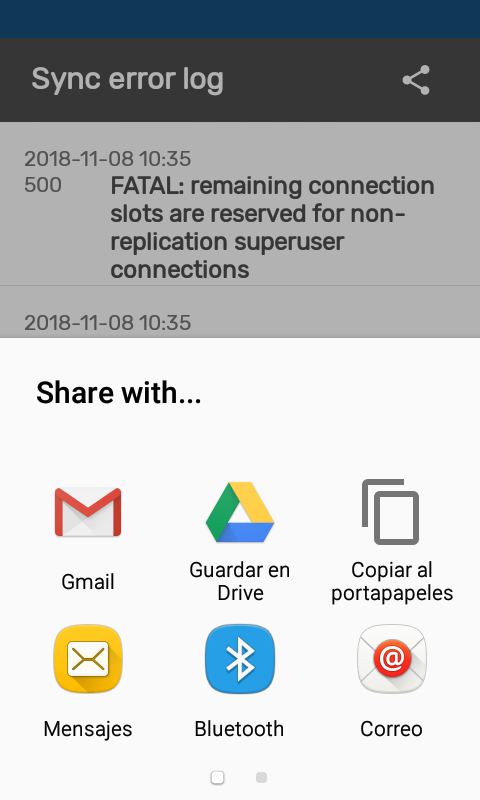 Sync error log
2018-11-08 10:35
500
FATAL: remaining connection
slots are reserved for non-
replication superuser
connections
2018-11-08 10:35
Share with...
Gmail
Guardar en
Drive
Copiar al
portapapeles
Mensajes
Bluetooth
Correo